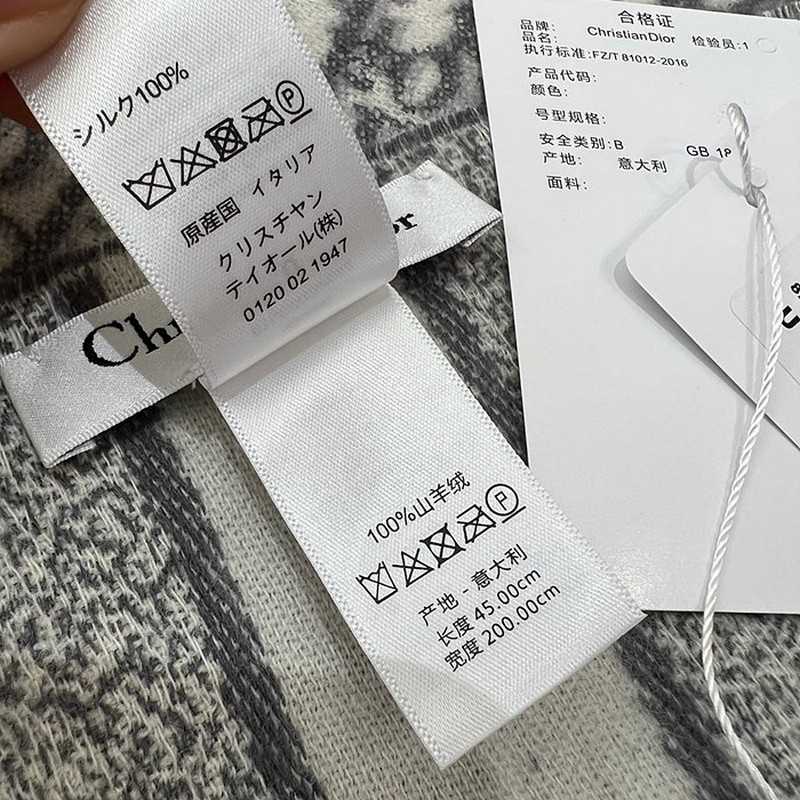 シルク100%
P
原産国 イタリア
クリスチャン
ディオール(株)
0120 02 1947
100%山羊绒
P
产地 - 意大利
长度 45.00cm
宽度 200.00cm
合格证
品牌: ChristianDior 检验员:1
品名:
执行标准:FZ/T 81012-2016
产品代码:
颜色:
号型规格:
安全类别:B GB 18
产地: 意大利
面料: